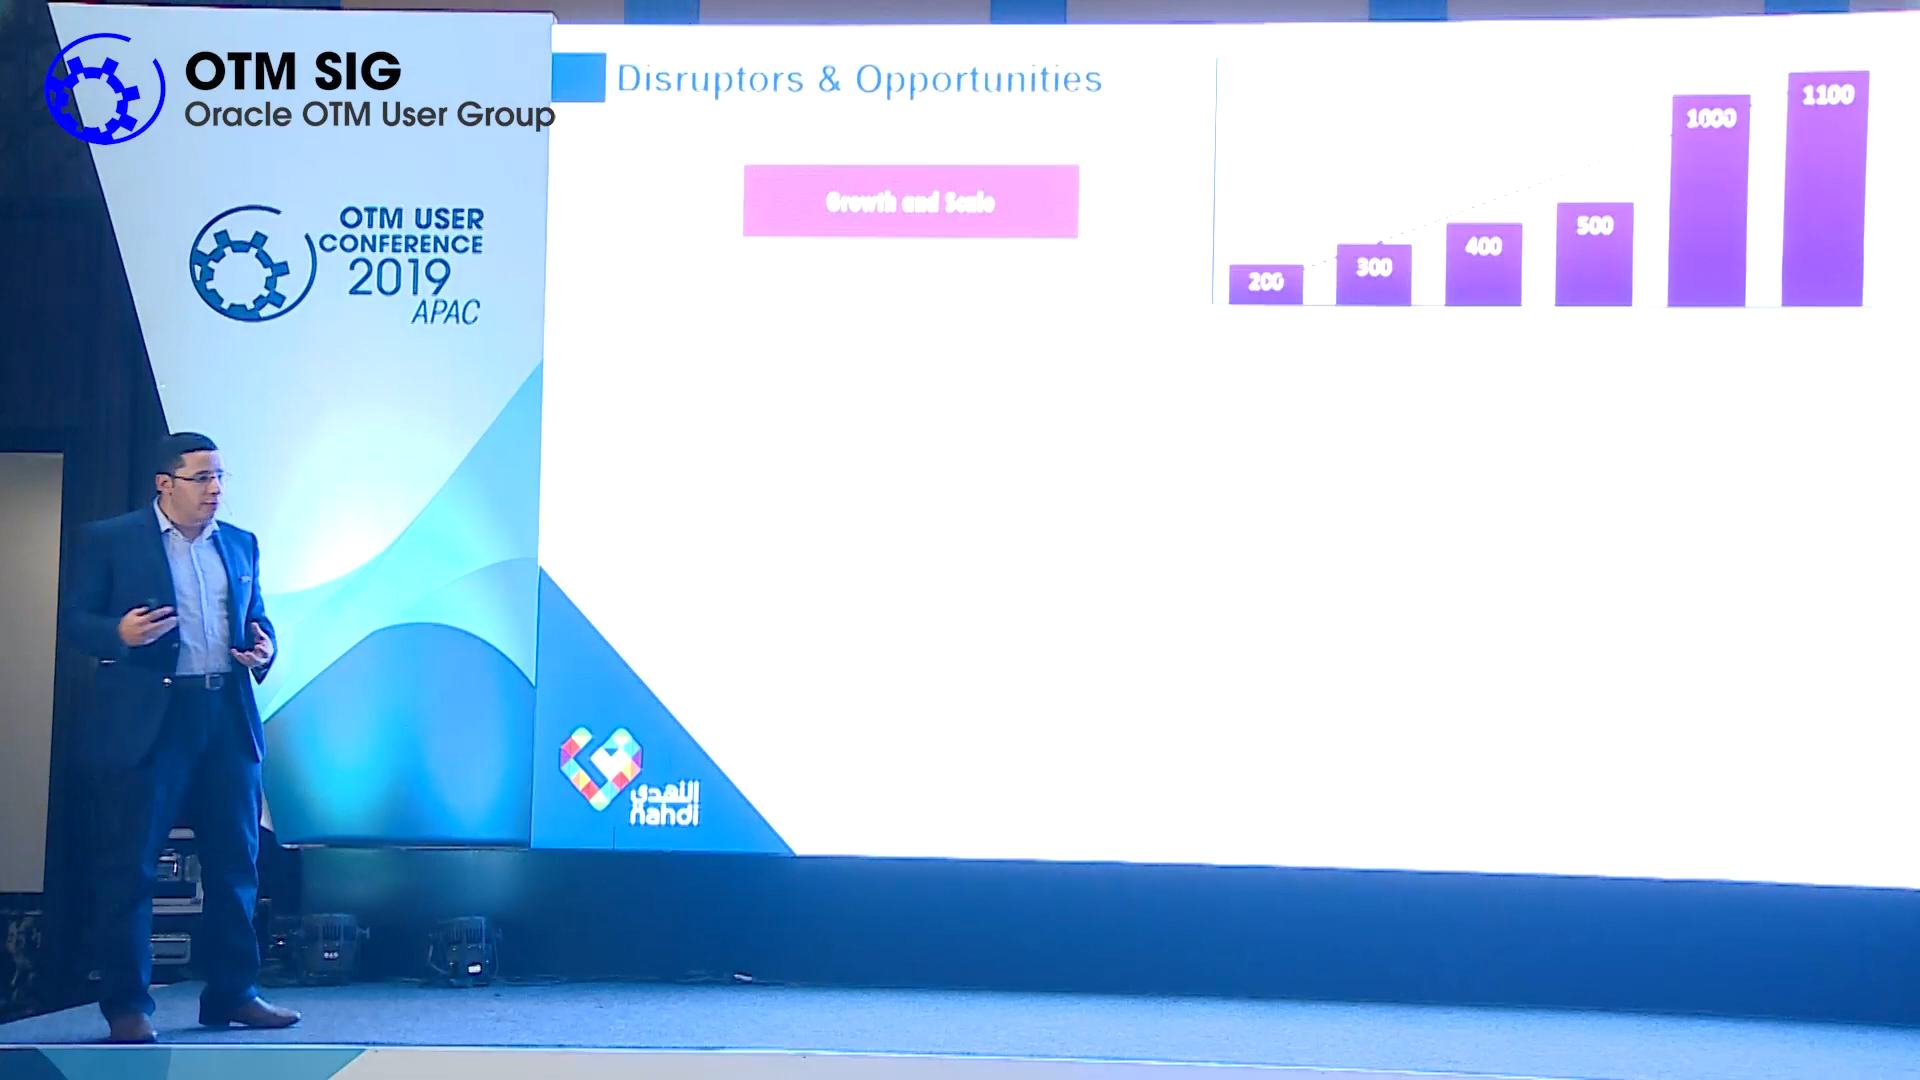 OTM SIG
Oracle OTM User Group
OTM USER
CONFERENCE
2019
APAC
Disruptors & Opportunities
Growth and Scale
200
300
400
500
1000
1100
النهدي
nahdi